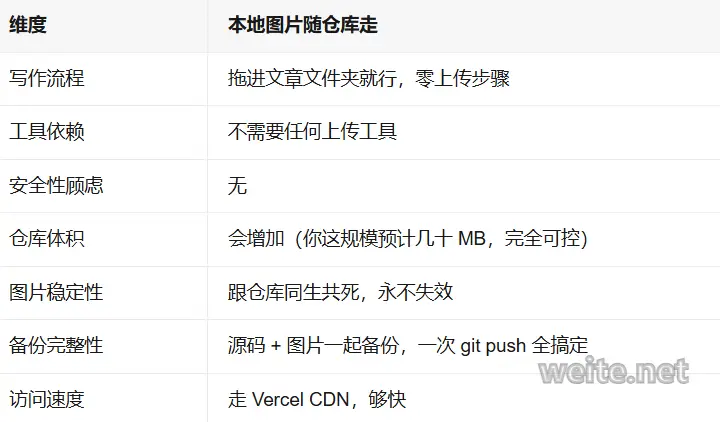 维度 本地图片随仓库走
写作流程 拖进文章文件夹就行，零上传步骤
工具依赖 不需要任何上传工具
安全性顾虑 无
仓库体积 会增加（你这规模预计几十 MB，完全可控）
图片稳定性 跟仓库同生共死，永不失效
备份完整性 源码 + 图片一起备份，一次 git push 全搞定
weite.net
访问速度 走 Vercel CDN，够快